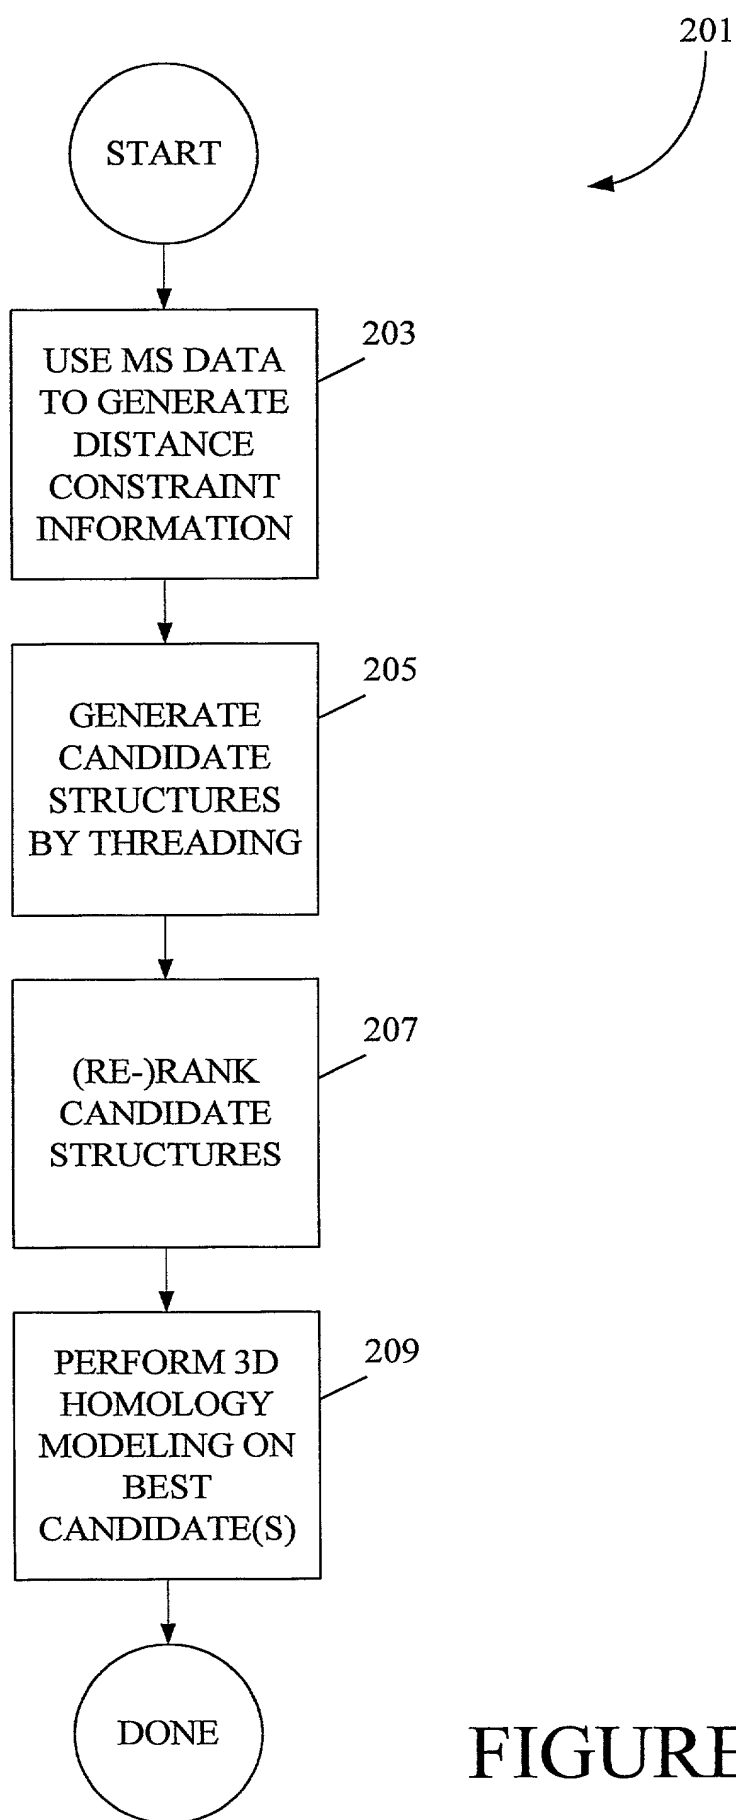 201
START
203
USE MS DATA
TO GENERATE
DISTANCE
CONSTRAINT
INFORMATION
205
GENERATE
CANDIDATE
STRUCTURES
BY THREADING
207
(RE-)RANK
CANDIDATE
STRUCTURES
209
PERFORM 3D
HOMOLOGY
MODELING ON
BEST
CANDIDATE(S)
DONE
FIGURE